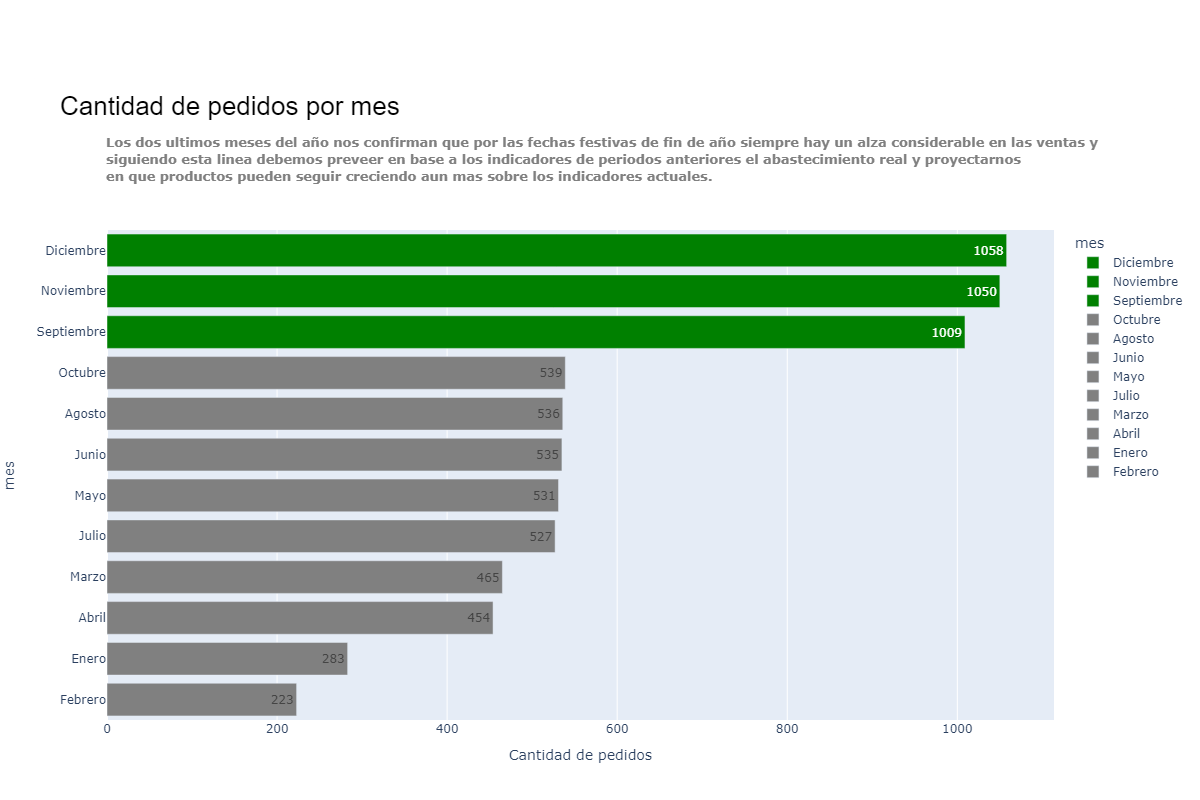 Cantidad de pedidos por mes
Los dos ultimos meses del año nos confirman que por las fechas festivas de fin de año siempre hay un alza considerable en las ventas y
siguiendo esta linea debemos preveer en base a los indicadores de periodos anteriores el abastecimiento real y proyectarnos
en que productos pueden seguir creciendo aun mas sobre los indicadores actuales.
mes
Diciembre 1058
Noviembre 1050
Septiembre 1009
Octubre 539
Agosto 536
Junio 535
Mayo 531
Julio 527
Marzo 465
Abril 454
Enero 283
Febrero 223
0 200 400 600 800 1000
Cantidad de pedidos
mes
Diciembre
Noviembre
Septiembre
Octubre
Agosto
Junio
Mayo
Julio
Marzo
Abril
Enero
Febrero